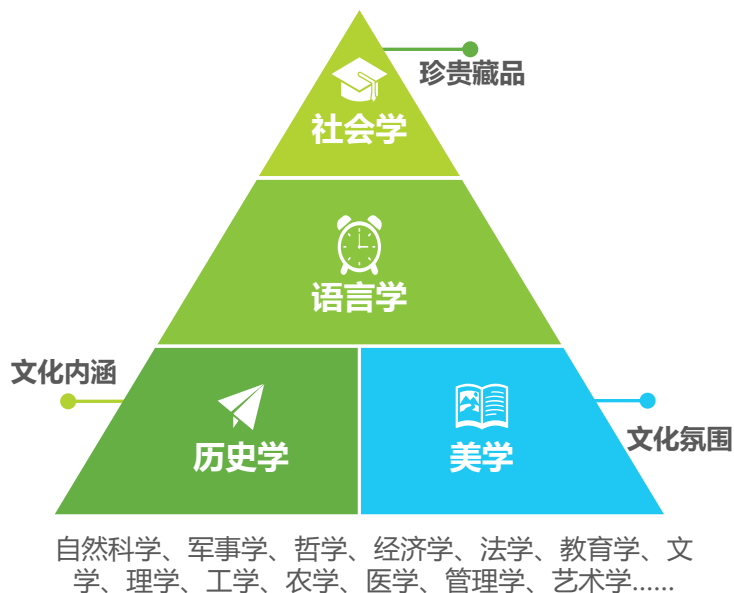 珍贵藏品
社会学
语言学
文化内涵
历史学
美学
文化氛围
自然科学、军事学、哲学、经济学、法学、教育学、文
学、理学、工学、农学、医学、管理学、艺术学......